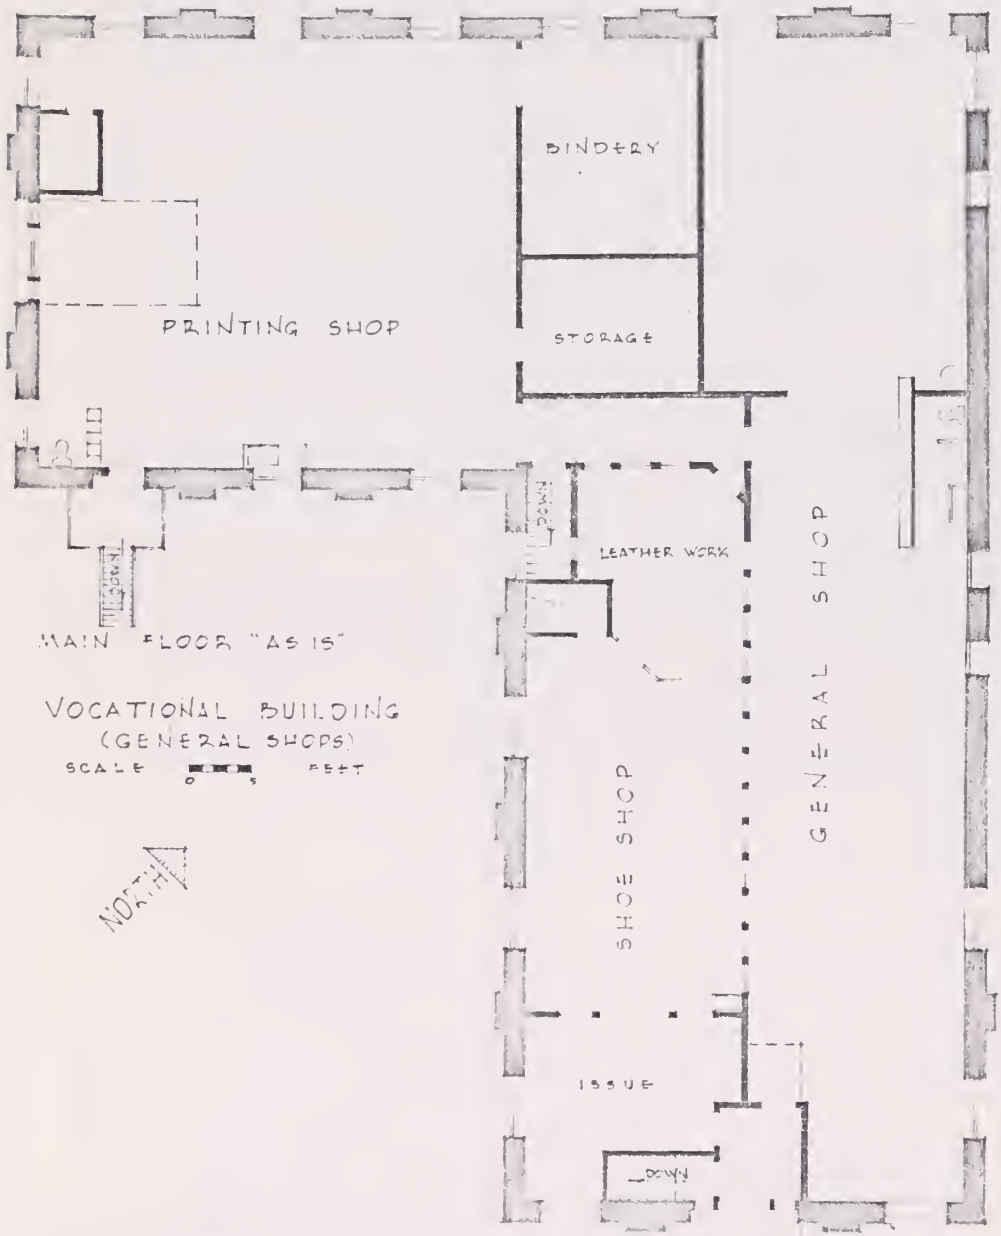 BINDERY
PRINTING SHOP
STORAGE
DOWN
LEATHER WORK
DOWN
GENERAL SHOP
MAIN FLOOR "AS IS"
VOCATIONAL BUILDING
(GENERAL SHOPS)
SCALE 0 5 FEET
SHOE SHOP
NORTH
ISSUE
DOWN